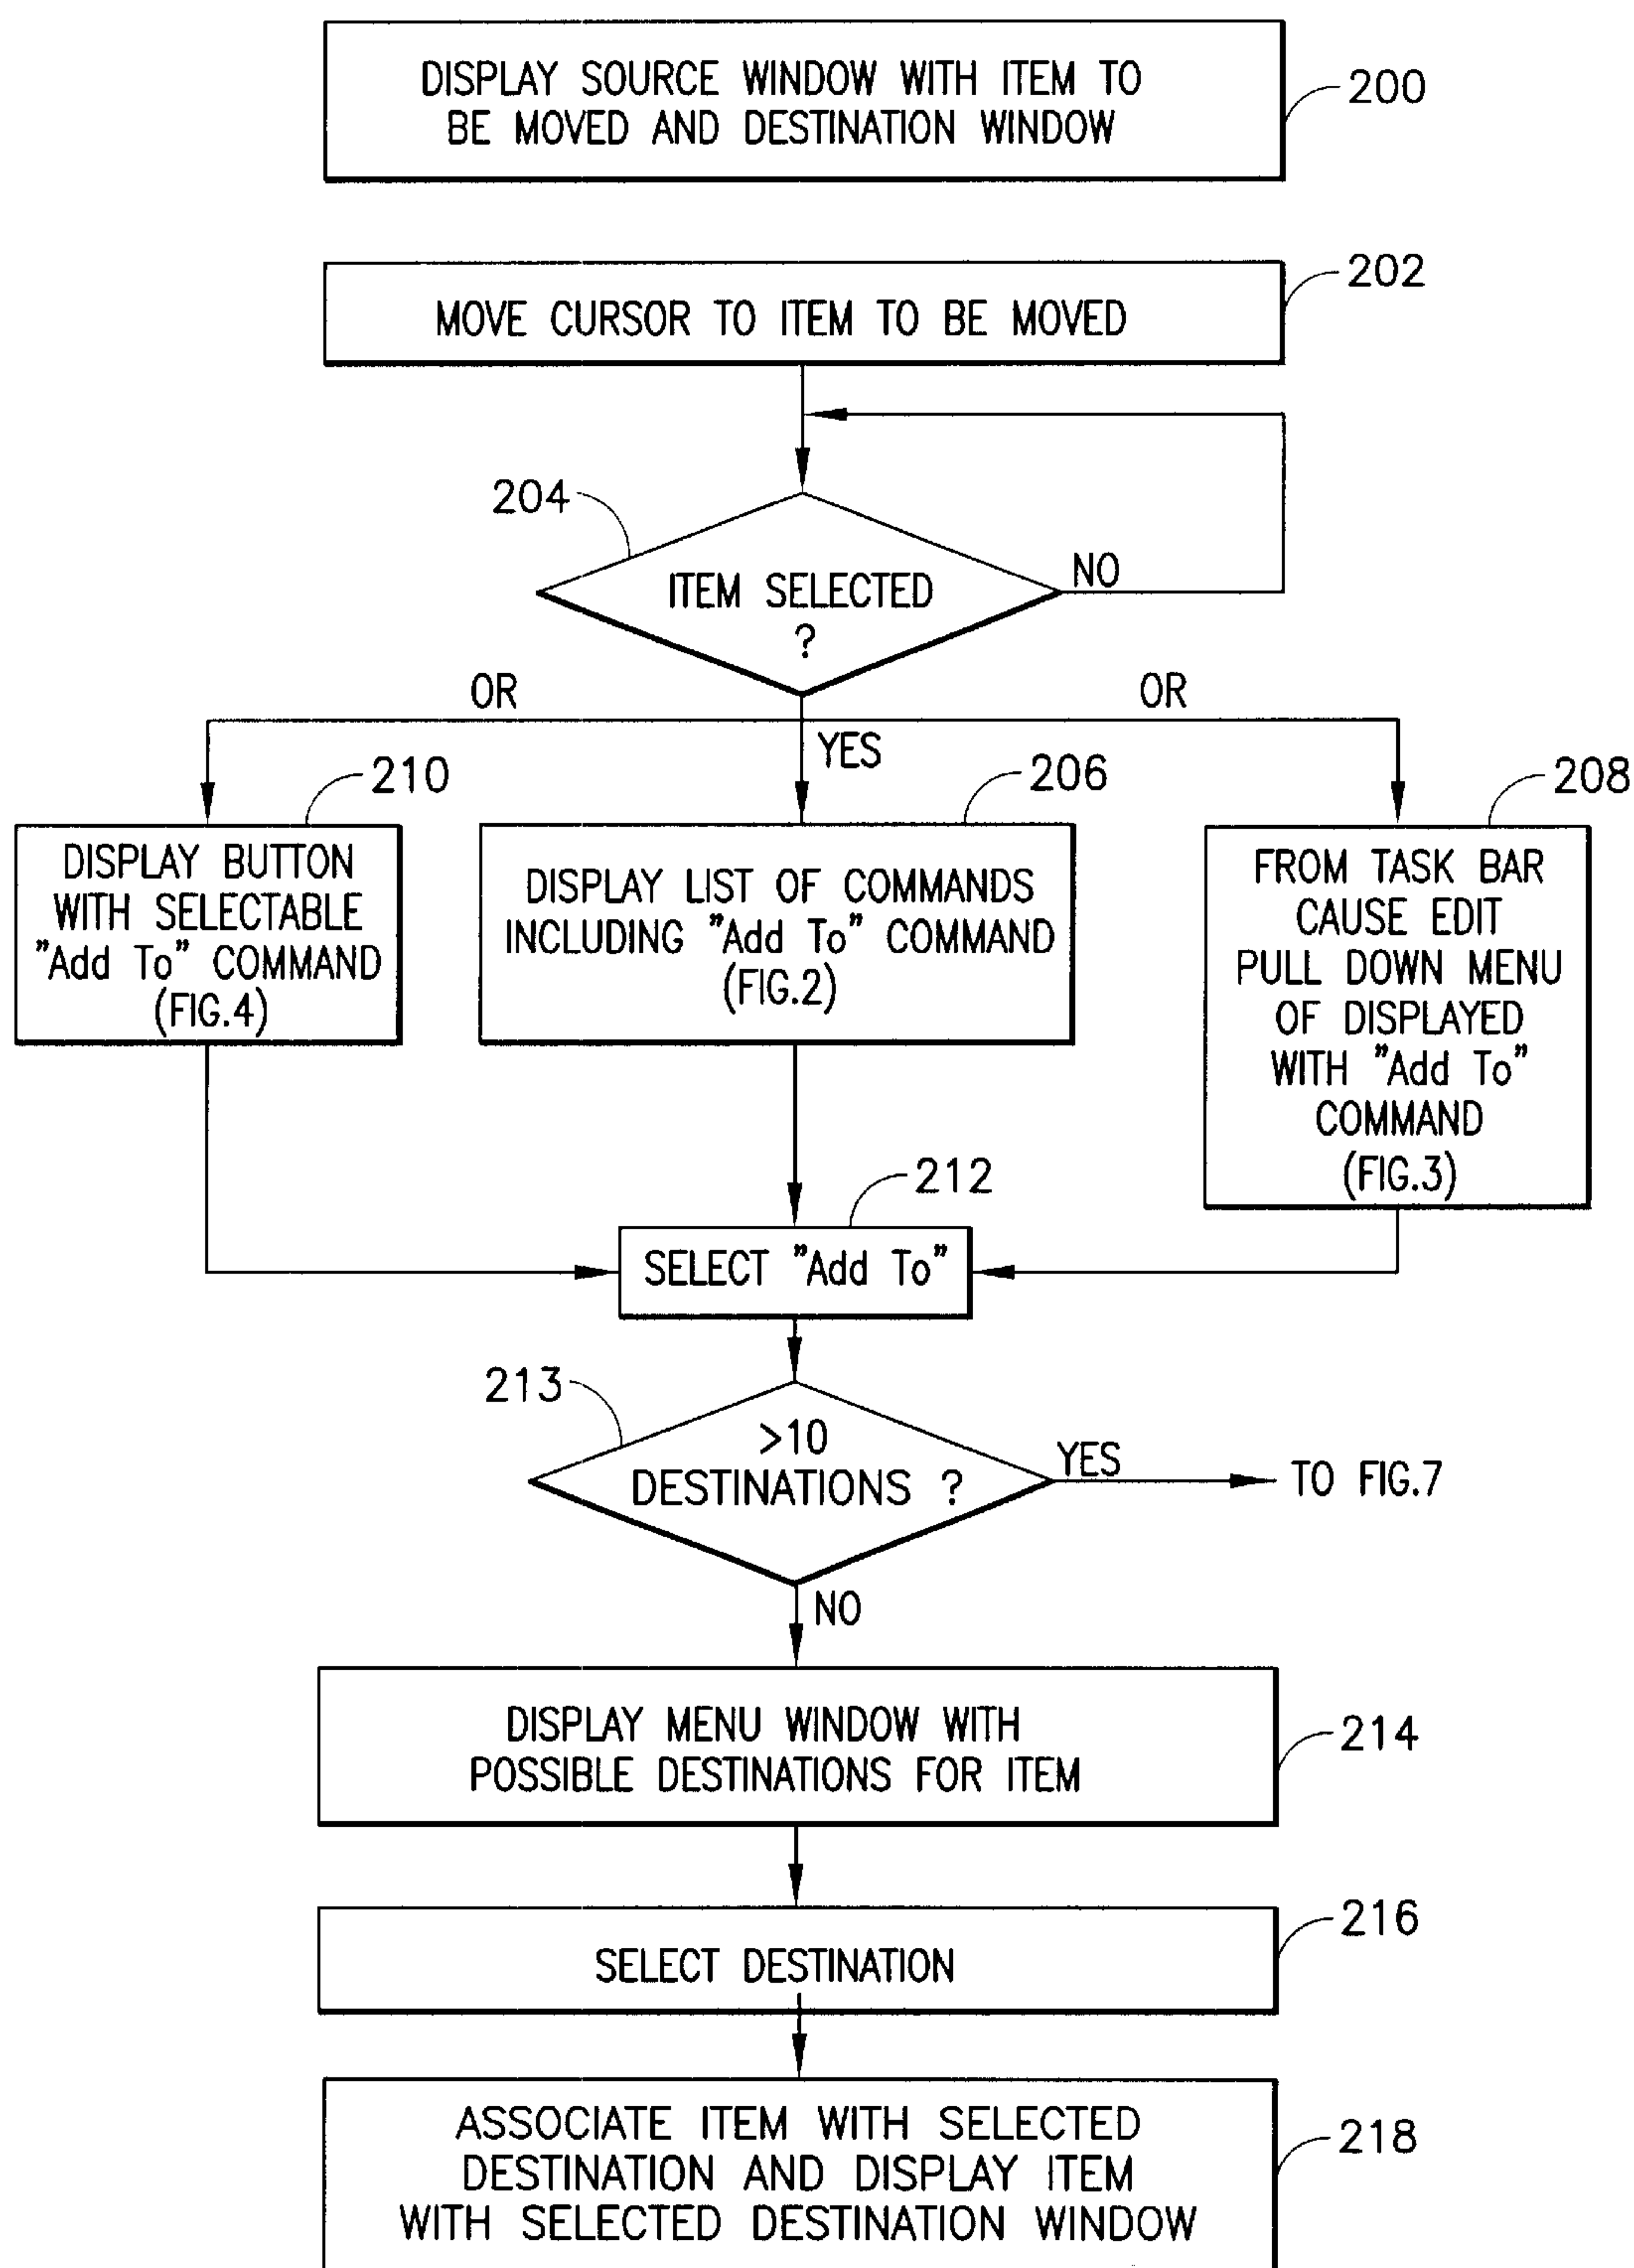 DISPLAY SOURCE WINDOW WITH ITEM TO
BE MOVED AND DESTINATION WINDOW
200
202
MOVE CURSOR TO ITEM TO BE MOVED
204
ITEM SELECTED
?
NO
OR
OR
YES
210
206
208
DISPLAY BUTTON
WITH SELECTABLE
"Add To" COMMAND
(FIG.4)
DISPLAY LIST OF COMMANDS
INCLUDING "Add To" COMMAND
(FIG.2)
FROM TASK BAR
CAUSE EDIT
PULL DOWN MENU
OF DISPLAYED
WITH "Add To"
COMMAND
(FIG.3)
212
SELECT "Add To"
213
>10
DESTINATIONS ?
YES
TO FIG.7
NO
DISPLAY MENU WINDOW WITH
POSSIBLE DESTINATIONS FOR ITEM
214
216
SELECT DESTINATION
ASSOCIATE ITEM WITH SELECTED
DESTINATION AND DISPLAY ITEM
WITH SELECTED DESTINATION WINDOW
218